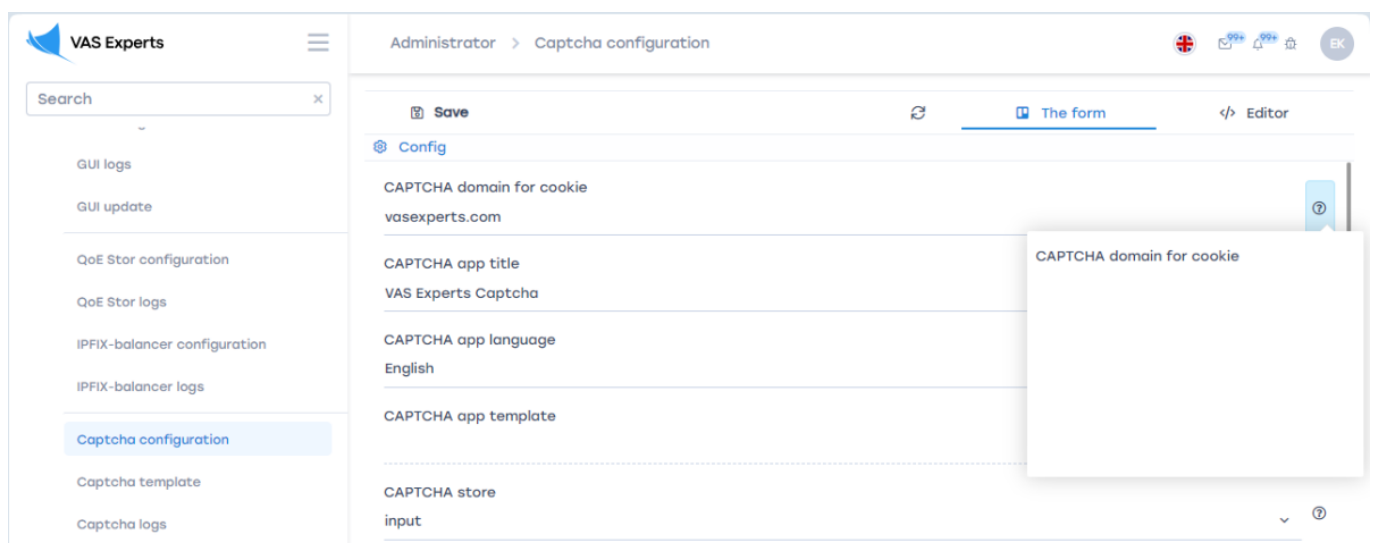 VAS Experts
Administrator > Captcha configuration
99+
99+
EK
Search
Save
The form
</> Editor
Config
GUI logs
GUI update
QoE Stor configuration
QoE Stor logs
IPFIX-balancer configuration
IPFIX-balancer logs
Captcha configuration
Captcha template
Captcha logs
CAPTCHA domain for cookie
vasexperts.com
CAPTCHA domain for cookie
CAPTCHA app title
VAS Experts Captcha
CAPTCHA app language
English
CAPTCHA app template
CAPTCHA store
input